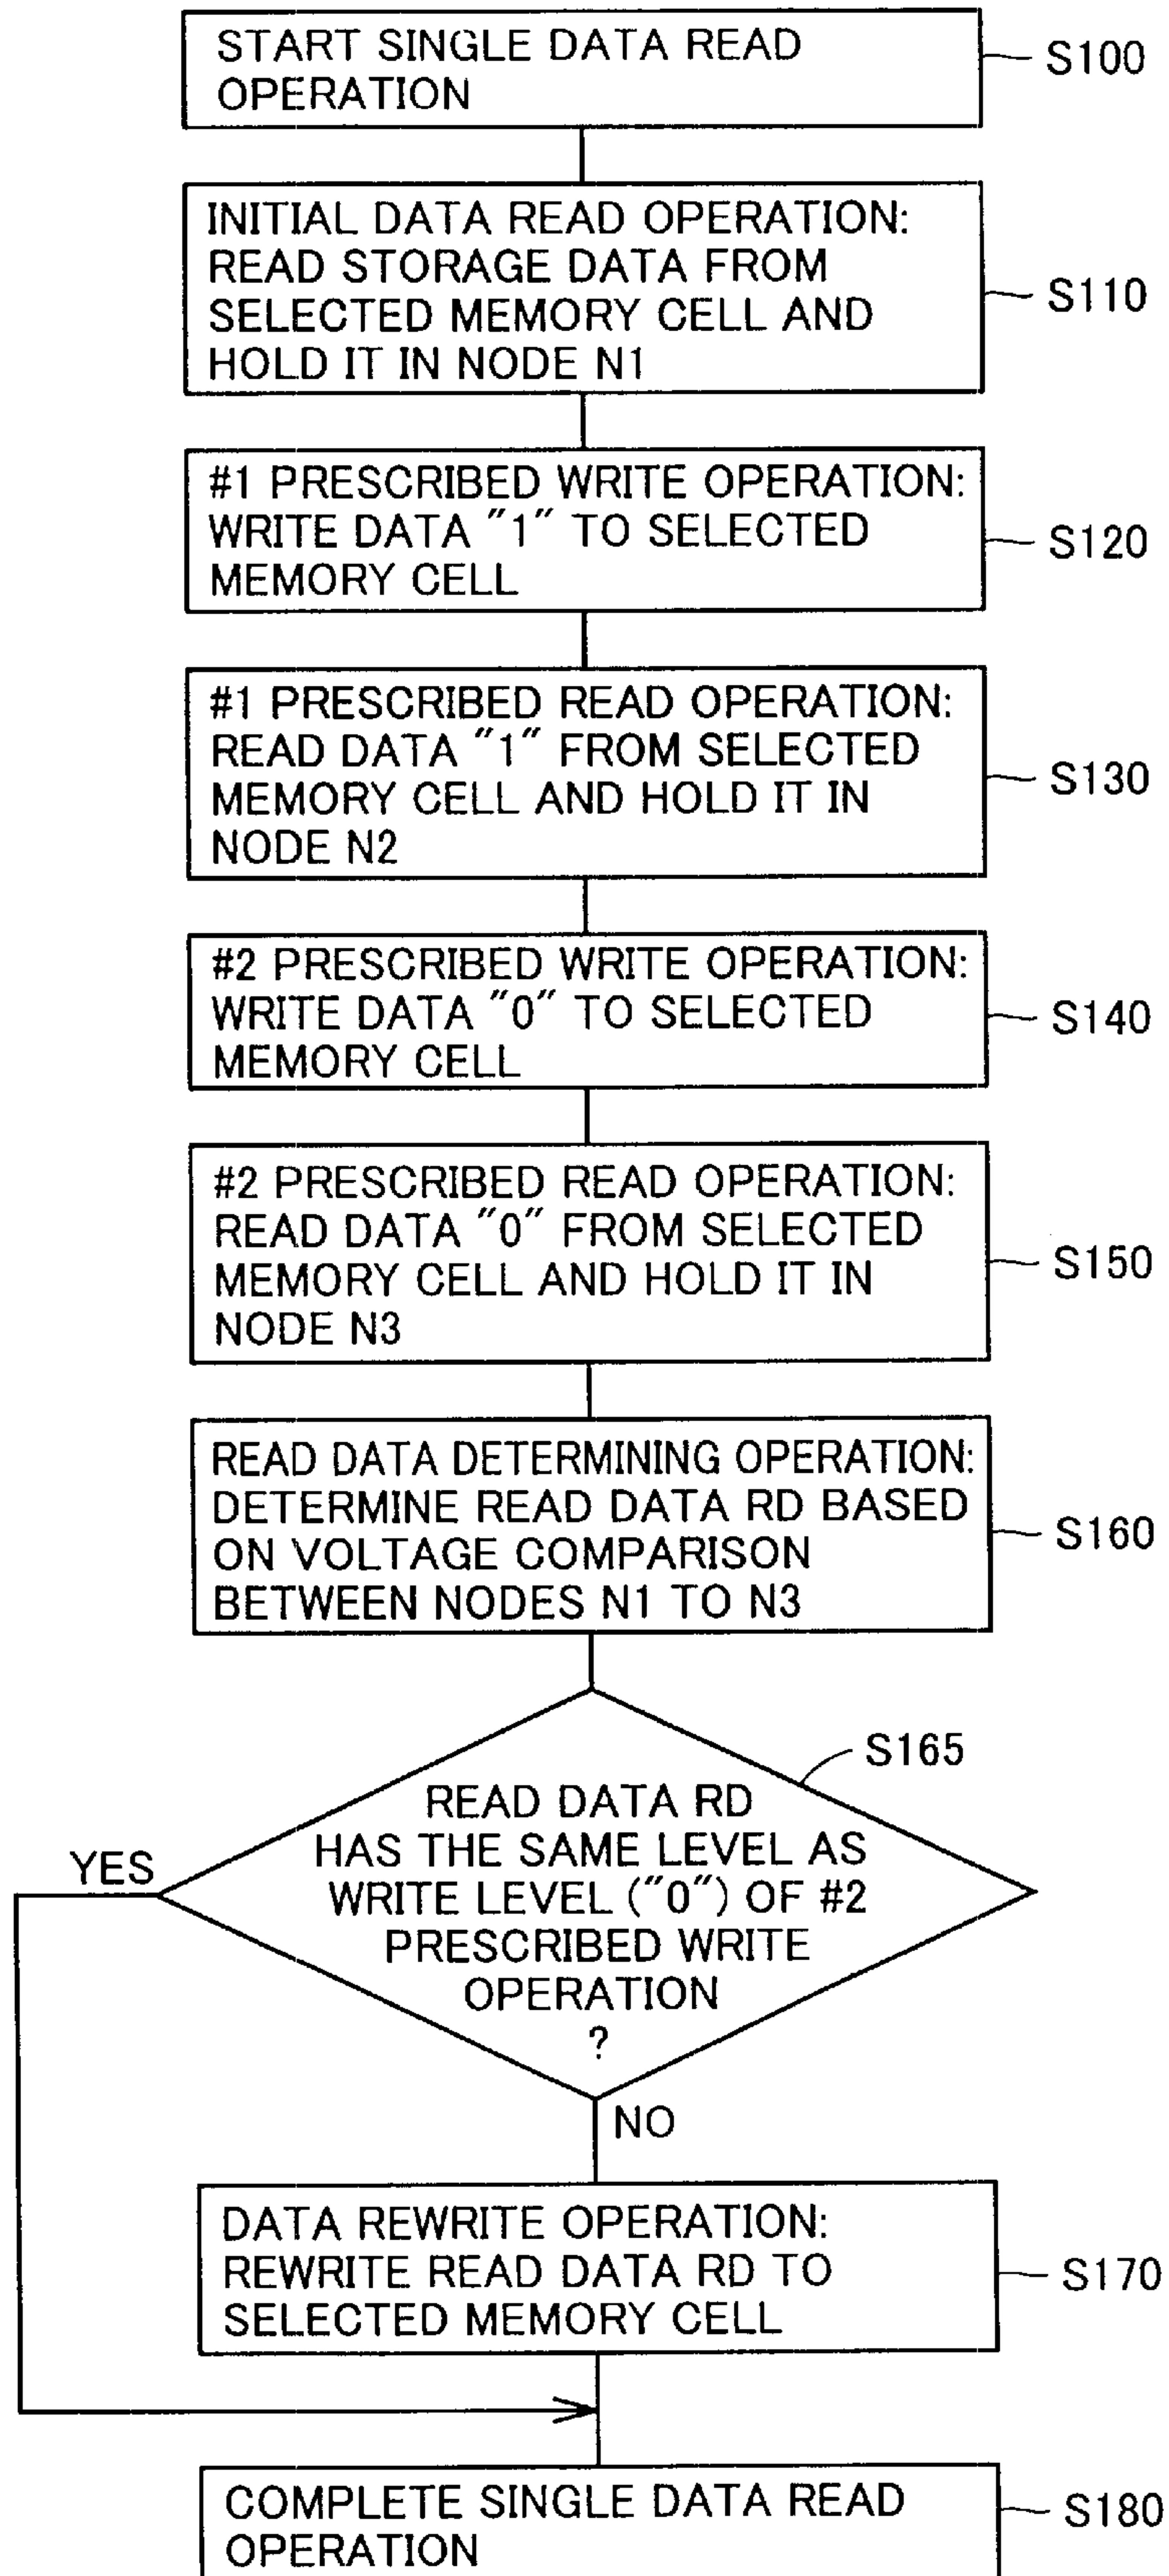 START SINGLE DATA READ
OPERATION
S100
INITIAL DATA READ OPERATION:
READ STORAGE DATA FROM
SELECTED MEMORY CELL AND
HOLD IT IN NODE N1
S110
#1 PRESCRIBED WRITE OPERATION:
WRITE DATA "1" TO SELECTED
MEMORY CELL
S120
#1 PRESCRIBED READ OPERATION:
READ DATA "1" FROM SELECTED
MEMORY CELL AND HOLD IT IN
NODE N2
S130
#2 PRESCRIBED WRITE OPERATION:
WRITE DATA "0" TO SELECTED
MEMORY CELL
S140
#2 PRESCRIBED READ OPERATION:
READ DATA "0" FROM SELECTED
MEMORY CELL AND HOLD IT IN
NODE N3
S150
READ DATA DETERMINING OPERATION:
DETERMINE READ DATA RD BASED
ON VOLTAGE COMPARISON
BETWEEN NODES N1 TO N3
S160
S165
READ DATA RD
HAS THE SAME LEVEL AS
WRITE LEVEL ("0") OF #2
PRESCRIBED WRITE
OPERATION
?
YES
NO
DATA REWRITE OPERATION:
REWRITE READ DATA RD TO
SELECTED MEMORY CELL
S170
COMPLETE SINGLE DATA READ
OPERATION
S180